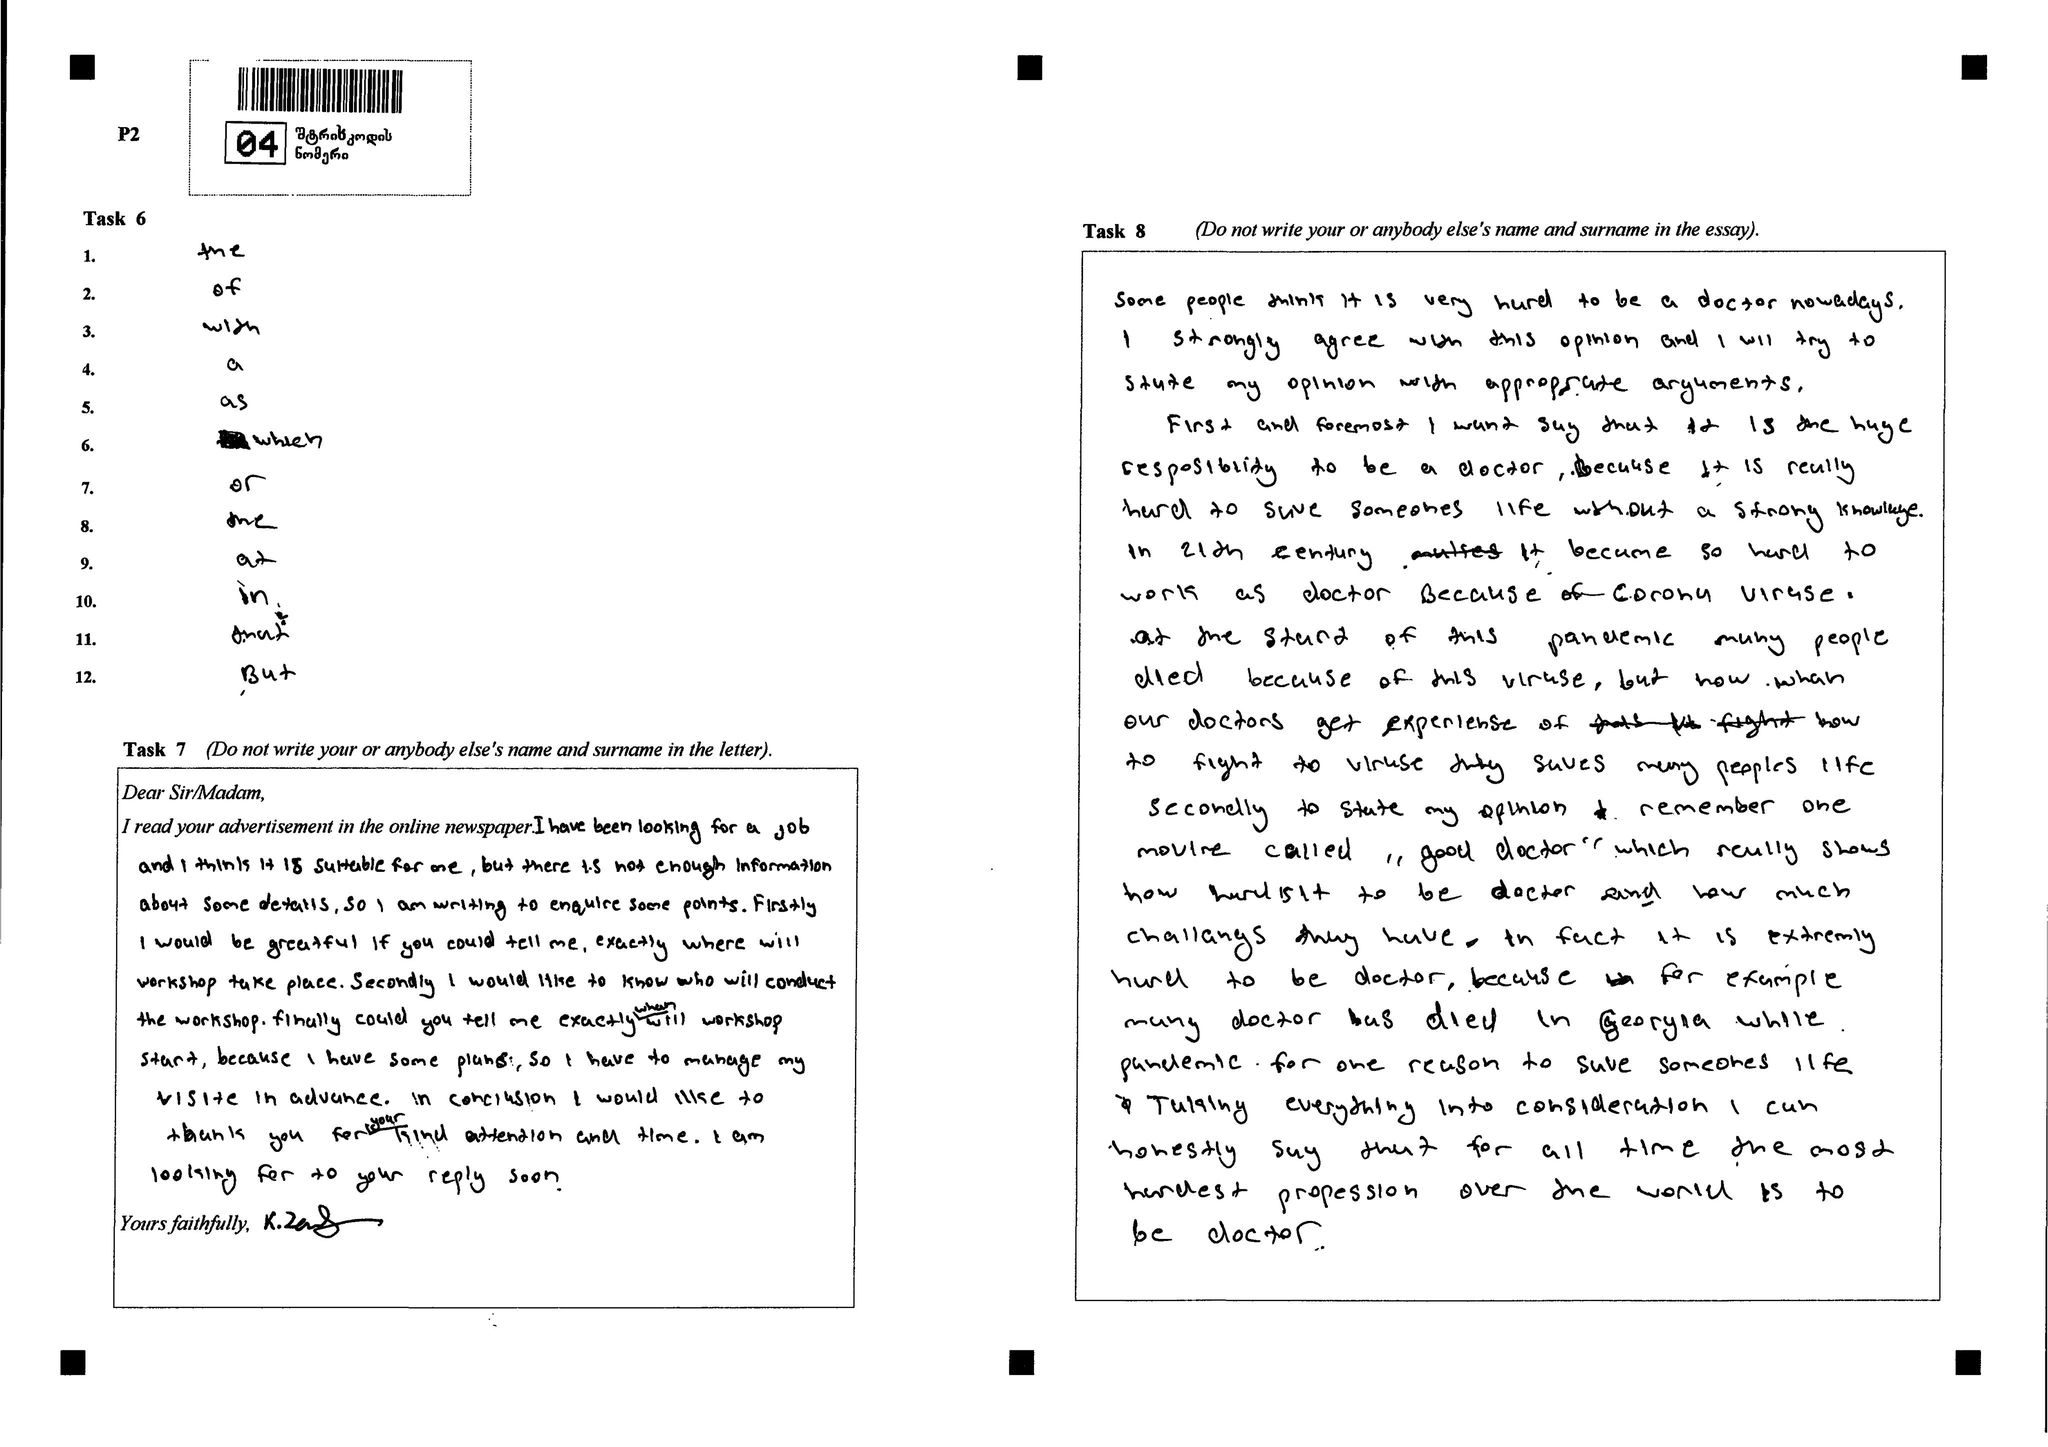 P2
04 შტრიხკოდის
ნომერი
Task 6
1. the
2. of
3. with
4. a
5. as
6. which
7. or
8. the
9. at
10. in
11. that
12. But
Task 7 (Do not write your or anybody else's name and surname in the letter).
Dear Sir/Madam,
I read your advertisement in the online newspaper. I have been looking for a job
and I think it is suitable for me, but there is not enough information
about some details, so I am writing to enquire some points. Firstly
I would be greatful if you could tell me, exactly where will
workshop take place. Secondly I would like to know who will conduct
the workshop. finally could you tell me exactly when will workshop
start, because I have some plans, so I have to manage my
visite in advance. in conclusion I would like to
thank you for your kind attention and time. I am
looking for to your reply soon.
Yours faithfully,
Task 8 (Do not write your or anybody else's name and surname in the essay).
Some people think it is very hard to be a doctor nowadays.
I strongly agree with this opinion and I wil try to
state my opinion with approprate arguments.
First and foremost I want say that it is the huge
resposiblity to be a doctor, because it is really
hard to save someones life without a strong knowlage.
in 21th century it became so hard to
work as doctor Because of Corona viruse.
at the start of this pandemic many people
died because of this viruse, but now whan
our doctors get experiense of how
to fight to viruse they saves many peoples life
secondly to state my opinion I remember one
movire called ,, good doctor" which really shows
how hard is it to be doctor and how much
challangs they have. in fact it is extremly
hard to be doctor, because for example
many doctor has died in Georgia while
pandemic for one reason to save someones life
Taking everything into consideration I can
honestly say that for all time the most
hardest propession over the world is to
be doctor.